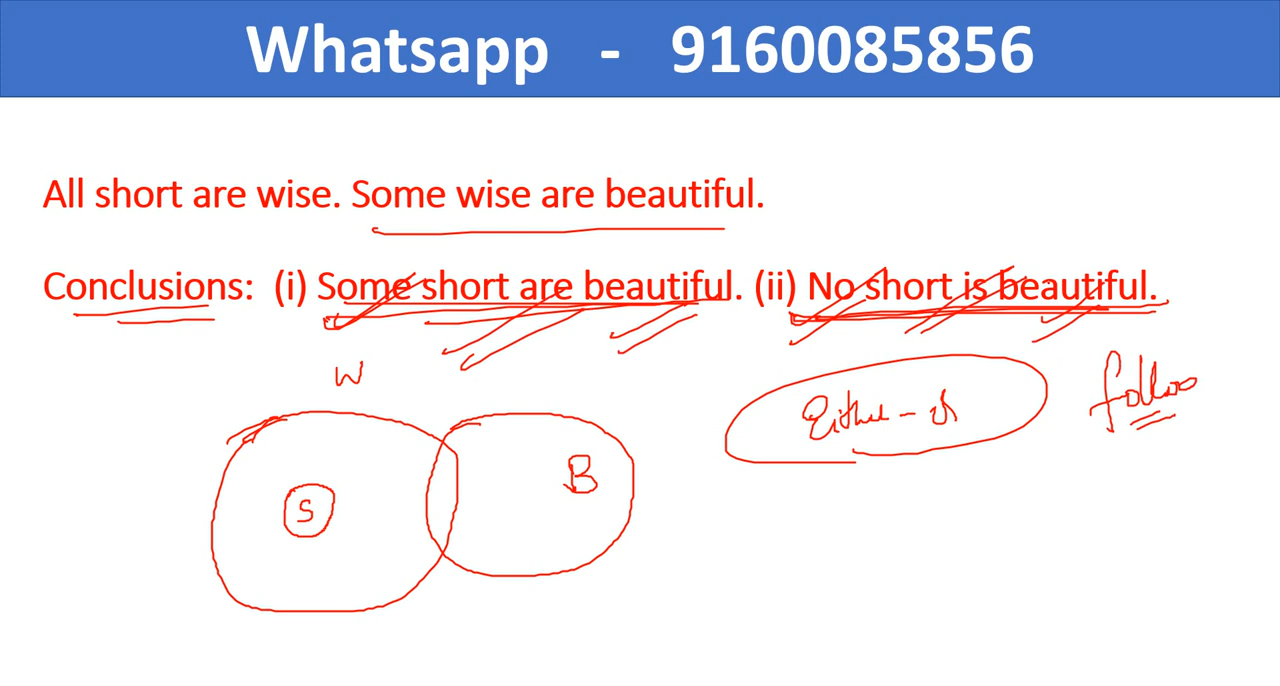 Whatsapp - 9160085856
All short are wise. Some wise are beautiful.
Conclusions: (i) Some short are beautiful. (ii) No short is beautiful.
W
Either - or
follow
S
B